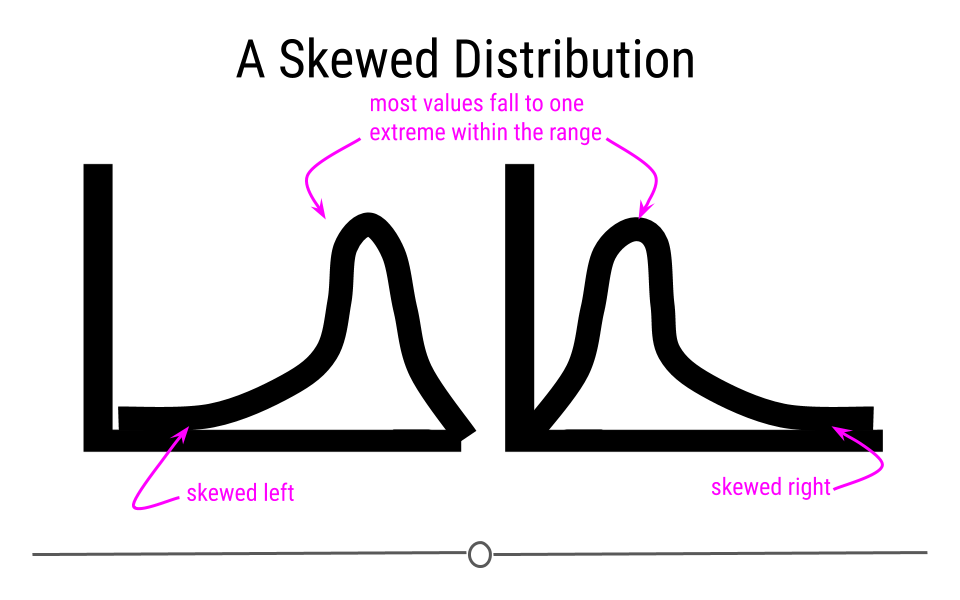 A Skewed Distribution
most values fall to one
extreme within the range
skewed left
skewed right